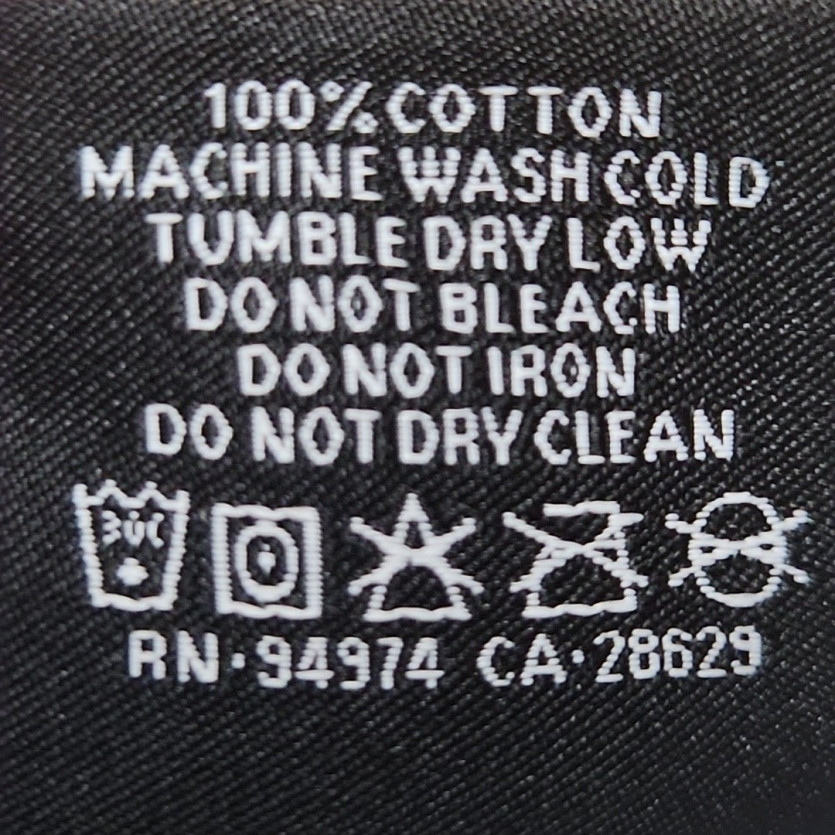 100% COTTON
MACHINE WASH COLD
TUMBLE DRY LOW
DO NOT BLEACH
DO NOT IRON
DO NOT DRY CLEAN
RN·94974 CA·28629